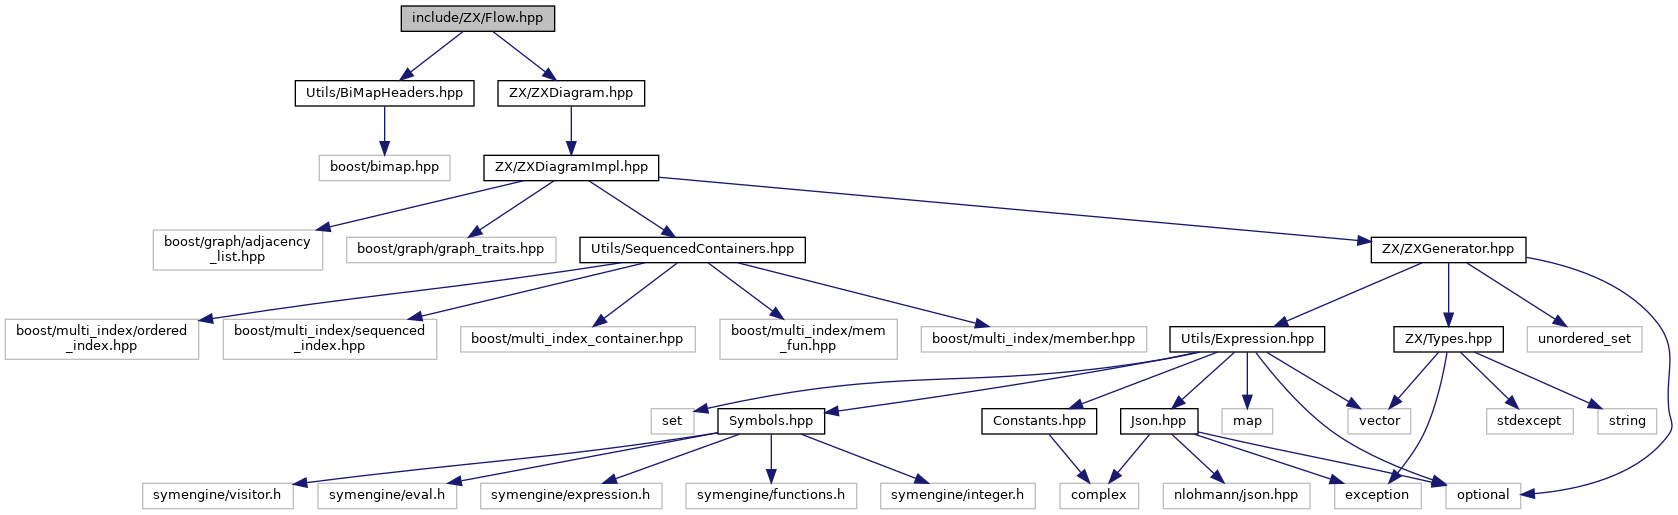 include/ZX/Flow.hpp
Utils/BiMapHeaders.hpp
ZX/ZXDiagram.hpp
boost/bimap.hpp
ZX/ZXDiagramImpl.hpp
boost/graph/adjacency
_list.hpp
boost/graph/graph_traits.hpp
Utils/SequencedContainers.hpp
ZX/ZXGenerator.hpp
boost/multi_index/ordered
_index.hpp
boost/multi_index/sequenced
_index.hpp
boost/multi_index_container.hpp
boost/multi_index/mem
_fun.hpp
boost/multi_index/member.hpp
Utils/Expression.hpp
ZX/Types.hpp
unordered_set
set
Symbols.hpp
Constants.hpp
Json.hpp
map
vector
stdexcept
string
symengine/visitor.h
symengine/eval.h
symengine/expression.h
symengine/functions.h
symengine/integer.h
complex
nlohmann/json.hpp
exception
optional